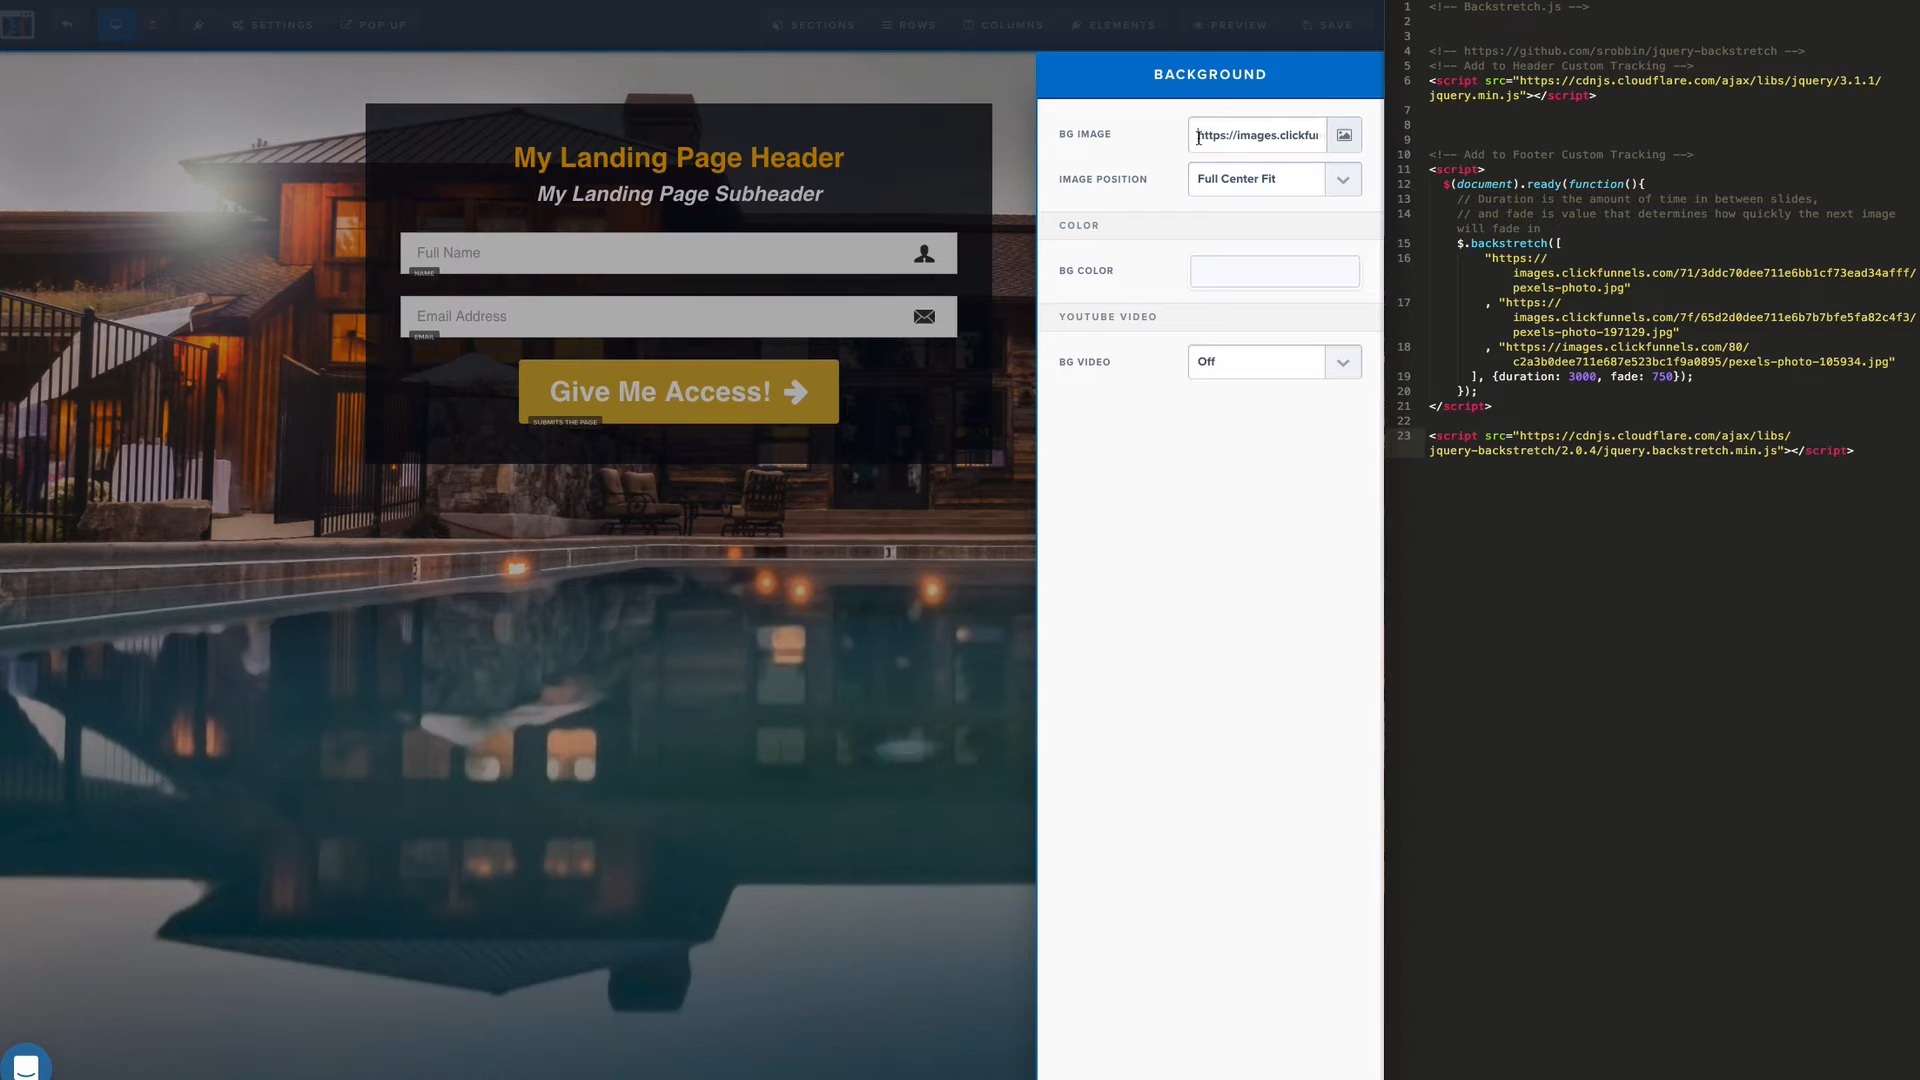 SETTINGS
POP UP
SECTIONS
ROWS
COLUMNS
ELEMENTS
PREVIEW
SAVE
My Landing Page Header
My Landing Page Subheader
Full Name
NAME
Email Address
EMAIL
Give Me Access!
SUBMITS THE PAGE
3
BACKGROUND
BG IMAGE
https://images.clickfu
IMAGE POSITION
Full Center Fit
COLOR
BG COLOR
YOUTUBE VIDEO
BG VIDEO
Off
1 <!-- Backstretch.js -->
2
3
4 <!-- https://github.com/srobbin/jquery-backstretch -->
5 <!-- Add to Header Custom Tracking -->
6 <script src="https://cdnjs.cloudflare.com/ajax/libs/jquery/3.1.1/
jquery.min.js"></script>
7
8
9
10 <!-- Add to Footer Custom Tracking -->
11 <script>
12 $(document).ready(function(){
13 // Duration is the amount of time in between slides,
14 // and fade is value that determines how quickly the next image
will fade in
15 $.backstretch([
16 "https://
images.clickfunnels.com/71/3ddc70dee711e6bb1cf73ead34afff/
pexels-photo.jpg"
17 , "https://
images.clickfunnels.com/7f/65d2d0dee711e6b7b7bfe5fa82c4f3/
pexels-photo-197129.jpg"
18 , "https://images.clickfunnels.com/80/
c2a3b0dee711e687e523bc1f9a0895/pexels-photo-105934.jpg"
19 ], {duration: 3000, fade: 750});
20 });
21 </script>
22
23 <script src="https://cdnjs.cloudflare.com/ajax/libs/
jquery-backstretch/2.0.4/jquery.backstretch.min.js"></script>